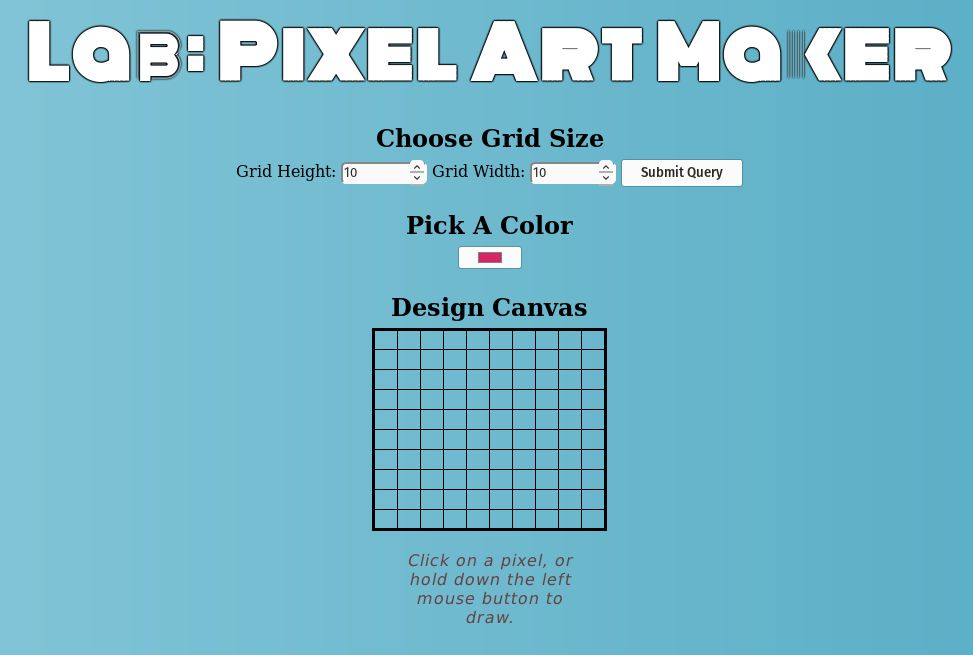 Lab: Pixel Art Maker
Choose Grid Size
Grid Height: 10 Grid Width: 10 Submit Query
Pick A Color
Design Canvas
Click on a pixel, or
hold down the left
mouse button to
draw.